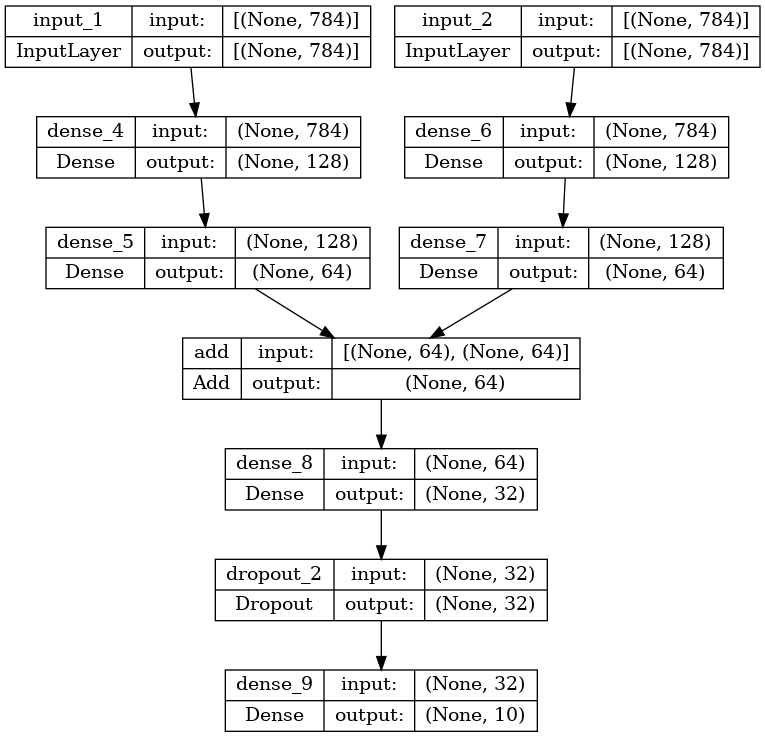 input_1 input: [(None, 784)]
InputLayer output: [(None, 784)]
input_2 input: [(None, 784)]
InputLayer output: [(None, 784)]
dense_4 input: (None, 784)
Dense output: (None, 128)
dense_6 input: (None, 784)
Dense output: (None, 128)
dense_5 input: (None, 128)
Dense output: (None, 64)
dense_7 input: (None, 128)
Dense output: (None, 64)
add input: [(None, 64), (None, 64)]
Add output: (None, 64)
dense_8 input: (None, 64)
Dense output: (None, 32)
dropout_2 input: (None, 32)
Dropout output: (None, 32)
dense_9 input: (None, 32)
Dense output: (None, 10)